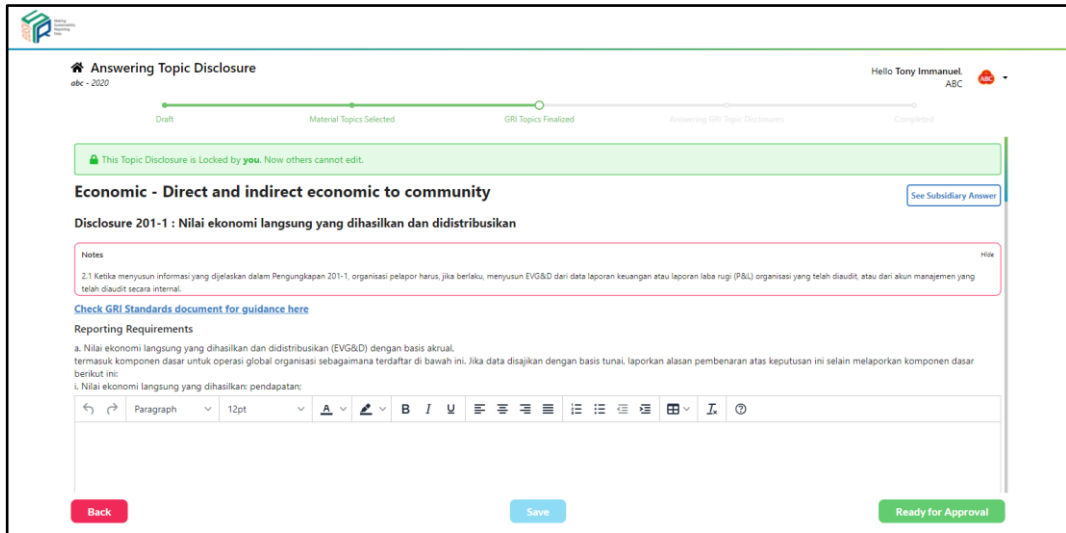 Making
Sustainability
Reporting
Easy
Answering Topic Disclosure
abc - 2020
Hello Tony Immanuel.
ABC
ABC
Draft
Material Topics Selected
GRI Topics Finalized
Answering GRI Topic Disclosures
Completed
This Topic Disclosure is Locked by you. Now others cannot edit.
Economic - Direct and indirect economic to community
See Subsidiary Answer
Disclosure 201-1 : Nilai ekonomi langsung yang dihasilkan dan didistribusikan
Notes
Hide
2.1 Ketika menyusun informasi yang dijelaskan dalam Pengungkapan 201-1, organisasi pelapor harus, jika berlaku, menyusun EVG&D dari data laporan keuangan atau laporan laba rugi (P&L) organisasi yang telah diaudit, atau dari akun manajemen yang
telah diaudit secara internal.
Check GRI Standards document for guidance here
Reporting Requirements
a. Nilai ekonomi langsung yang dihasilkan dan didistribusikan (EVG&D) dengan basis akrual,
termasuk komponen dasar untuk operasi global organisasi sebagaimana terdaftar di bawah ini. Jika data disajikan dengan basis tunai, laporkan alasan pembenaran atas keputusan ini selain melaporkan komponen dasar
berikut ini:
i. Nilai ekonomi langsung yang dihasilkan: pendapatan;
Paragraph 12pt A B I U
Back
Save
Ready for Approval